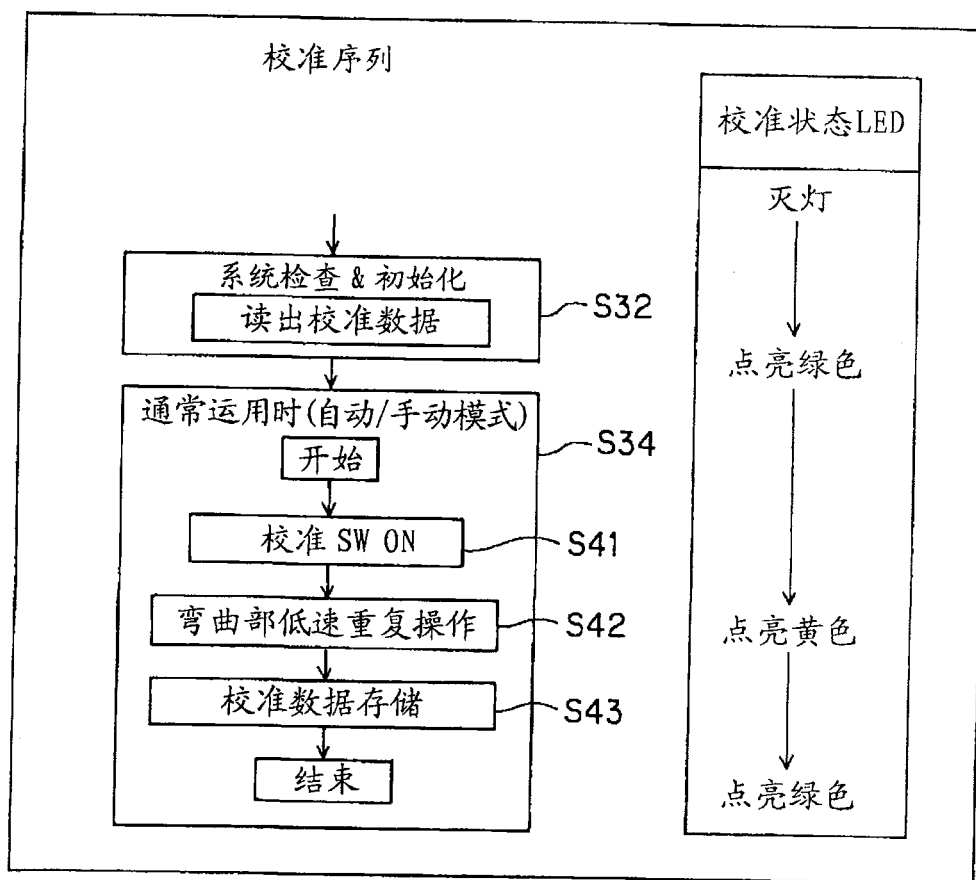 校准序列
系统检查 & 初始化
读出校准数据
S32
通常运用时(自动/手动模式)
开始
S34
校准 SW ON
S41
弯曲部低速重复操作
S42
校准数据存储
S43
结束
校准状态LED
灭灯
点亮绿色
点亮黄色
点亮绿色